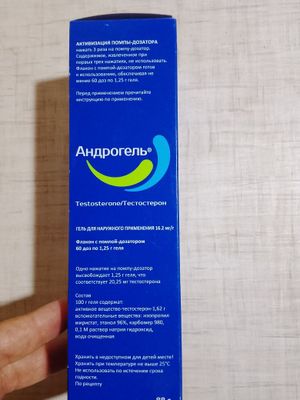 АКТИВИЗАЦИЯ ПОМПЫ-ДОЗАТОРА
нажать 3 раза на помпу-дозатор.
Содержимое, извлеченное при
первых трех нажатиях, не использовать.
Флакон с помпой-дозатором готов
к использованию, обеспечивая не
менее 60 доз по 1,25 г геля.
Перед применением прочитайте
инструкцию по применению.
Андрогель®
Testosterone/Тестостерон
ГЕЛЬ ДЛЯ НАРУЖНОГО ПРИМЕНЕНИЯ 16.2 мг/г
Флакон с помпой-дозатором
60 доз по 1,25 г геля
Одно нажатие на помпу-дозатор
высвобождает 1,25 г геля, что
соответствует 20,25 мг тестостерона
Состав
100 г геля содержат:
активное вещество-тестостерон-1,62 г
вспомогательные вещества: изопропил
миристат, этанол 96%, карбомер 980,
0,1 М раствор натрия гидроксид,
вода очищенная
Хранить в недоступном для детей месте!
Хранить при температуре не выше 25°С
Не использовать по истечении срока
годности.
По рецепту